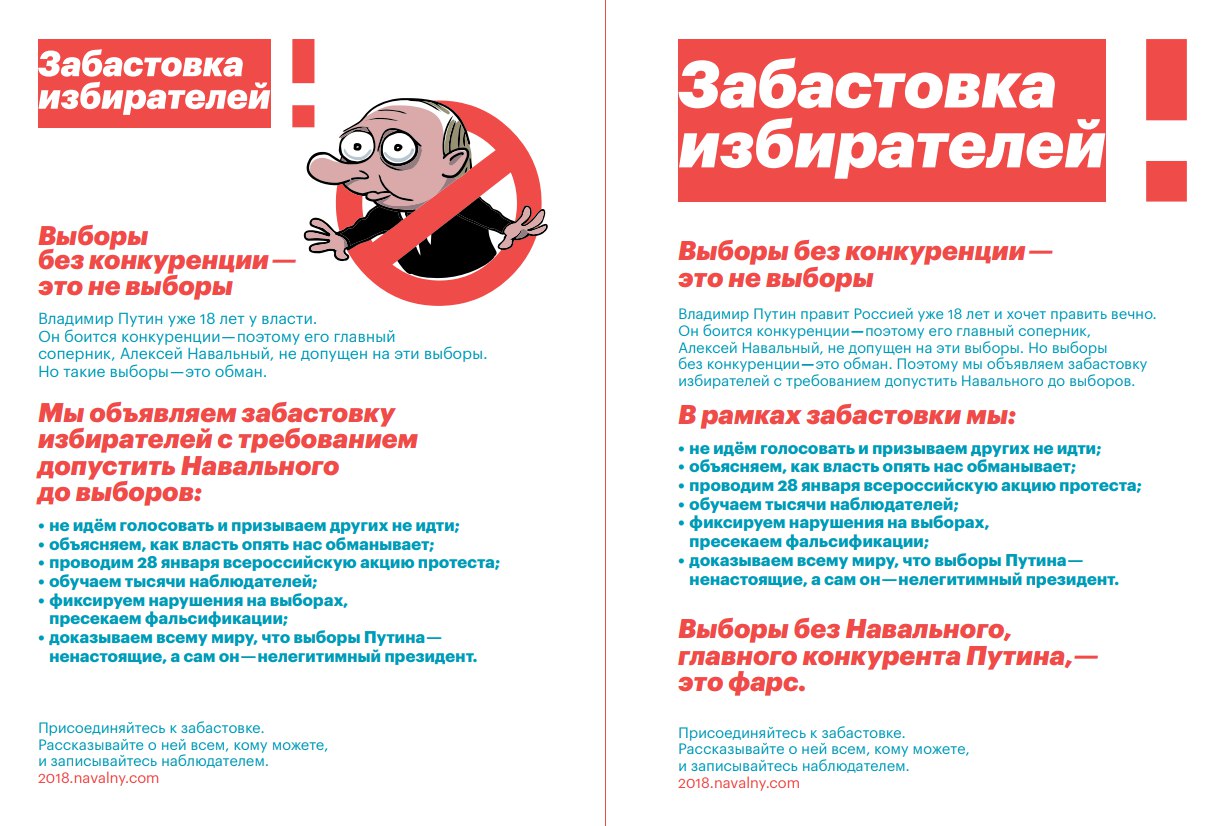 Забастовка
избирателей!
Выборы
без конкуренции —
это не выборы
Владимир Путин уже 18 лет у власти.
Он боится конкуренции — поэтому его главный
соперник, Алексей Навальный, не допущен на эти выборы.
Но такие выборы — это обман.
Мы объявляем забастовку
избирателей с требованием
допустить Навального
до выборов:
• не идём голосовать и призываем других не идти;
• объясняем, как власть опять нас обманывает;
• проводим 28 января всероссийскую акцию протеста;
• обучаем тысячи наблюдателей;
• фиксируем нарушения на выборах,
пресекаем фальсификации;
• доказываем всему миру, что выборы Путина —
ненастоящие, а сам он — нелегитимный президент.
Присоединяйтесь к забастовке.
Рассказывайте о ней всем, кому можете,
и записывайтесь наблюдателем.
2018.navalny.com
Забастовка
избирателей!
Выборы без конкуренции —
это не выборы
Владимир Путин правит Россией уже 18 лет и хочет править вечно.
Он боится конкуренции — поэтому его главный соперник,
Алексей Навальный, не допущен на эти выборы. Но выборы
без конкуренции — это обман. Поэтому мы объявляем забастовку
избирателей с требованием допустить Навального до выборов.
В рамках забастовки мы:
• не идём голосовать и призываем других не идти;
• объясняем, как власть опять нас обманывает;
• проводим 28 января всероссийскую акцию протеста;
• обучаем тысячи наблюдателей;
• фиксируем нарушения на выборах,
пресекаем фальсификации;
• доказываем всему миру, что выборы Путина —
ненастоящие, а сам он — нелегитимный президент.
Выборы без Навального,
главного конкурента Путина, —
это фарс.
Присоединяйтесь к забастовке.
Рассказывайте о ней всем, кому можете,
и записывайтесь наблюдателем.
2018.navalny.com